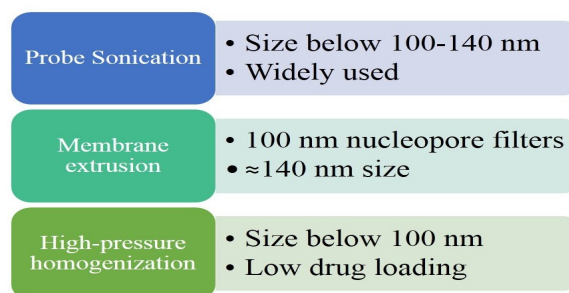 Probe Sonication
• Size below 100-140 nm
• Widely used
Membrane
extrusion
• 100 nm nucleopore filters
• ≈140 nm size
High-pressure
homogenization
• Size below 100 nm
• Low drug loading